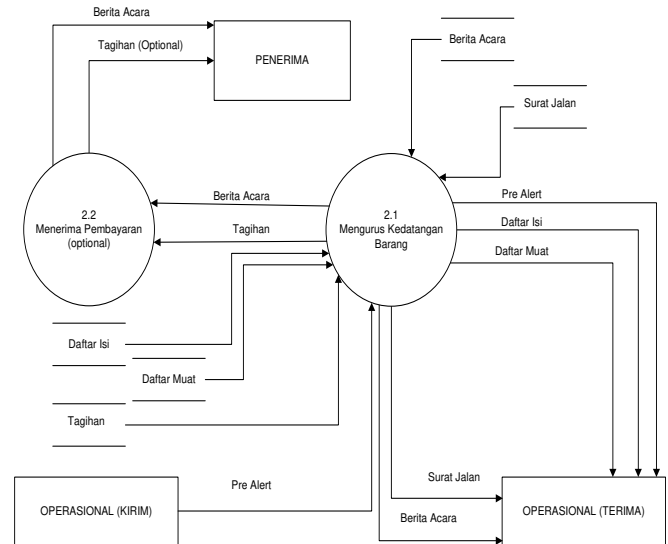 Berita Acara
Tagihan (Optional)
PENERIMA
Berita Acara
Surat Jalan
2.2
Menerima Pembayaran
(optional)
Berita Acara
Tagihan
2.1
Mengurus Kedatangan
Barang
Pre Alert
Daftar Isi
Daftar Muat
Daftar Isi
Daftar Muat
Tagihan
OPERASIONAL (KIRIM)
Pre Alert
Surat Jalan
Berita Acara
OPERASIONAL (TERIMA)